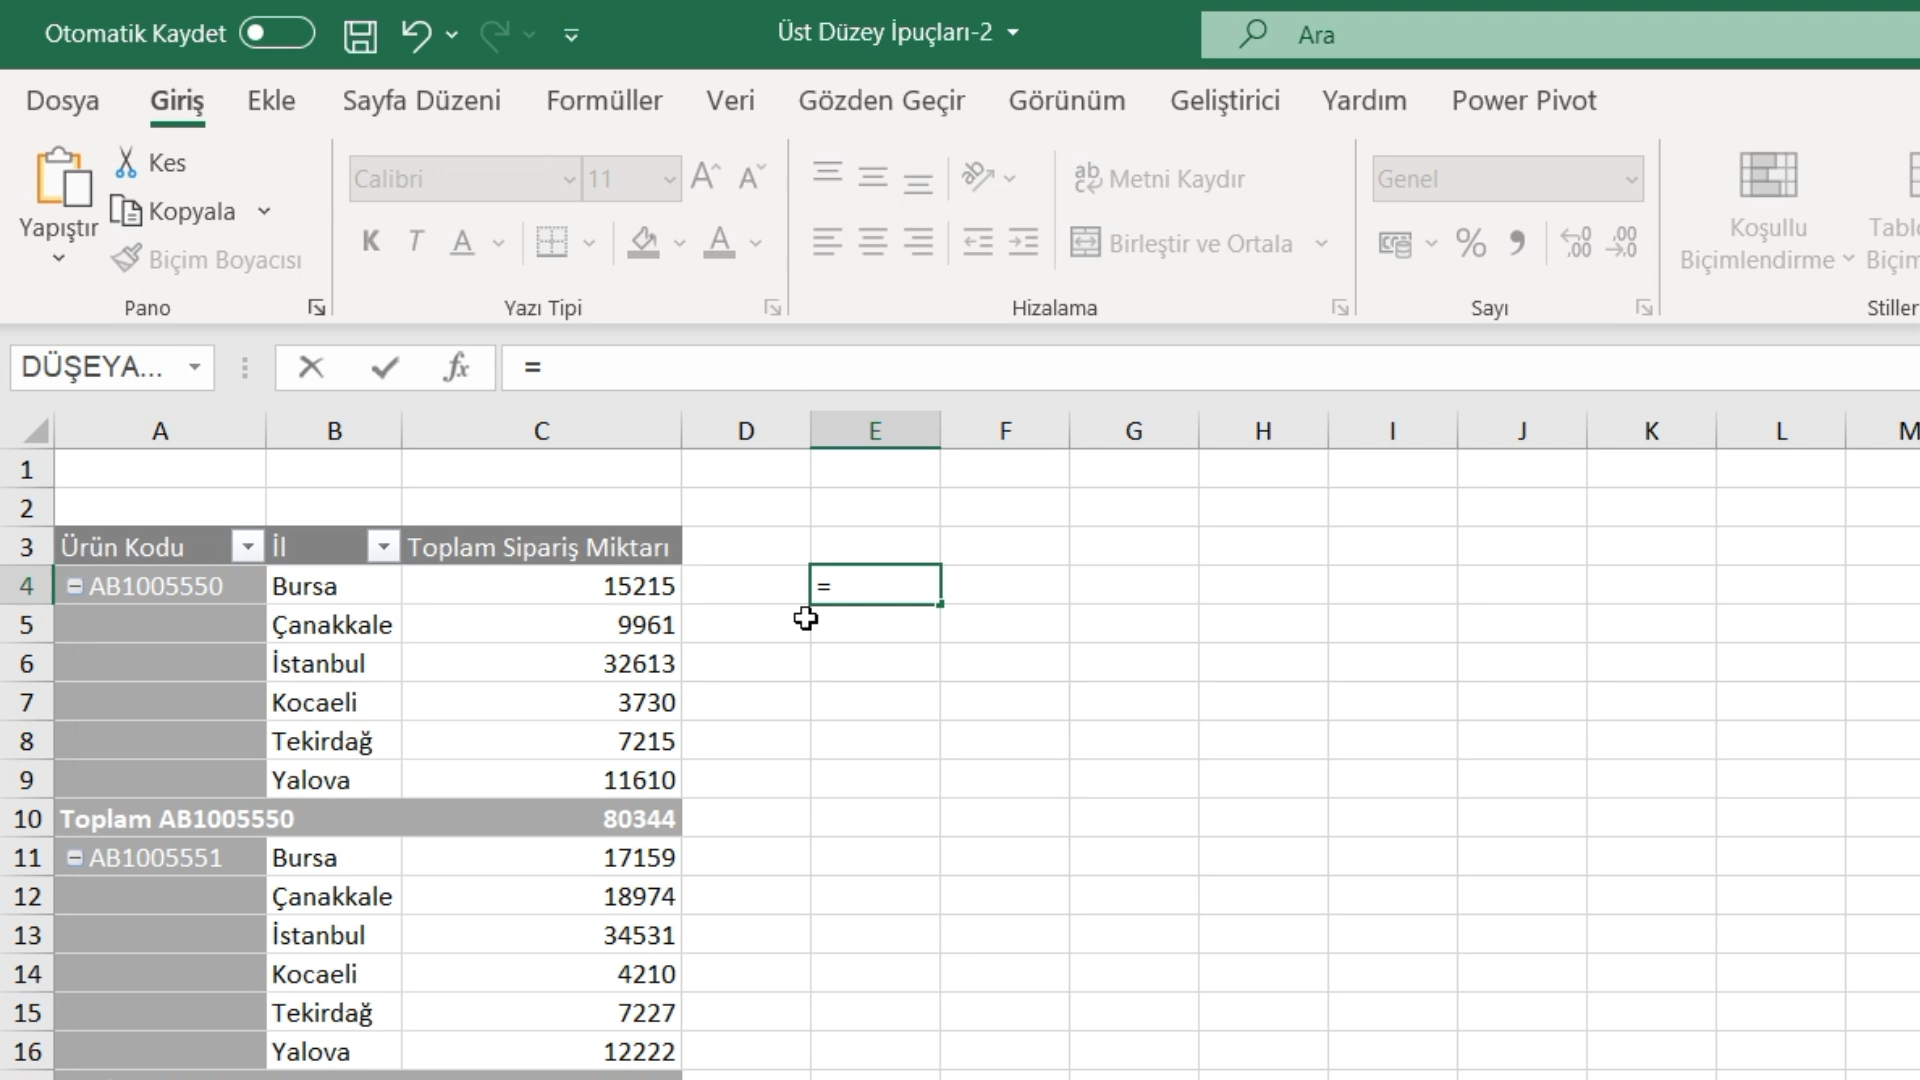 Otomatik Kaydet
Üst Düzey İpuçları-2
Ara
Dosya Giriş Ekle Sayfa Düzeni Formüller Veri Gözden Geçir Görünüm Geliştirici Yardım Power Pivot
Yapıştır
Kes
Kopyala
Biçim Boyacısı
Pano
Calibri 11
K T A A
Yazı Tipi
Metni Kaydır
Birleştir ve Ortala
Hizalama
Genel
% 
Sayı
Koşullu
Biçimlendirme
Stiller
DÜŞEYA... fx =
A B C D E F G H I J K L M
1
2
3 Ürün Kodu İl Toplam Sipariş Miktarı
4 AB1005550 Bursa 15215 =
5 Çanakkale 9961
6 İstanbul 32613
7 Kocaeli 3730
8 Tekirdağ 7215
9 Yalova 11610
10 Toplam AB1005550 80344
11 AB1005551 Bursa 17159
12 Çanakkale 18974
13 İstanbul 34531
14 Kocaeli 4210
15 Tekirdağ 7227
16 Yalova 12222